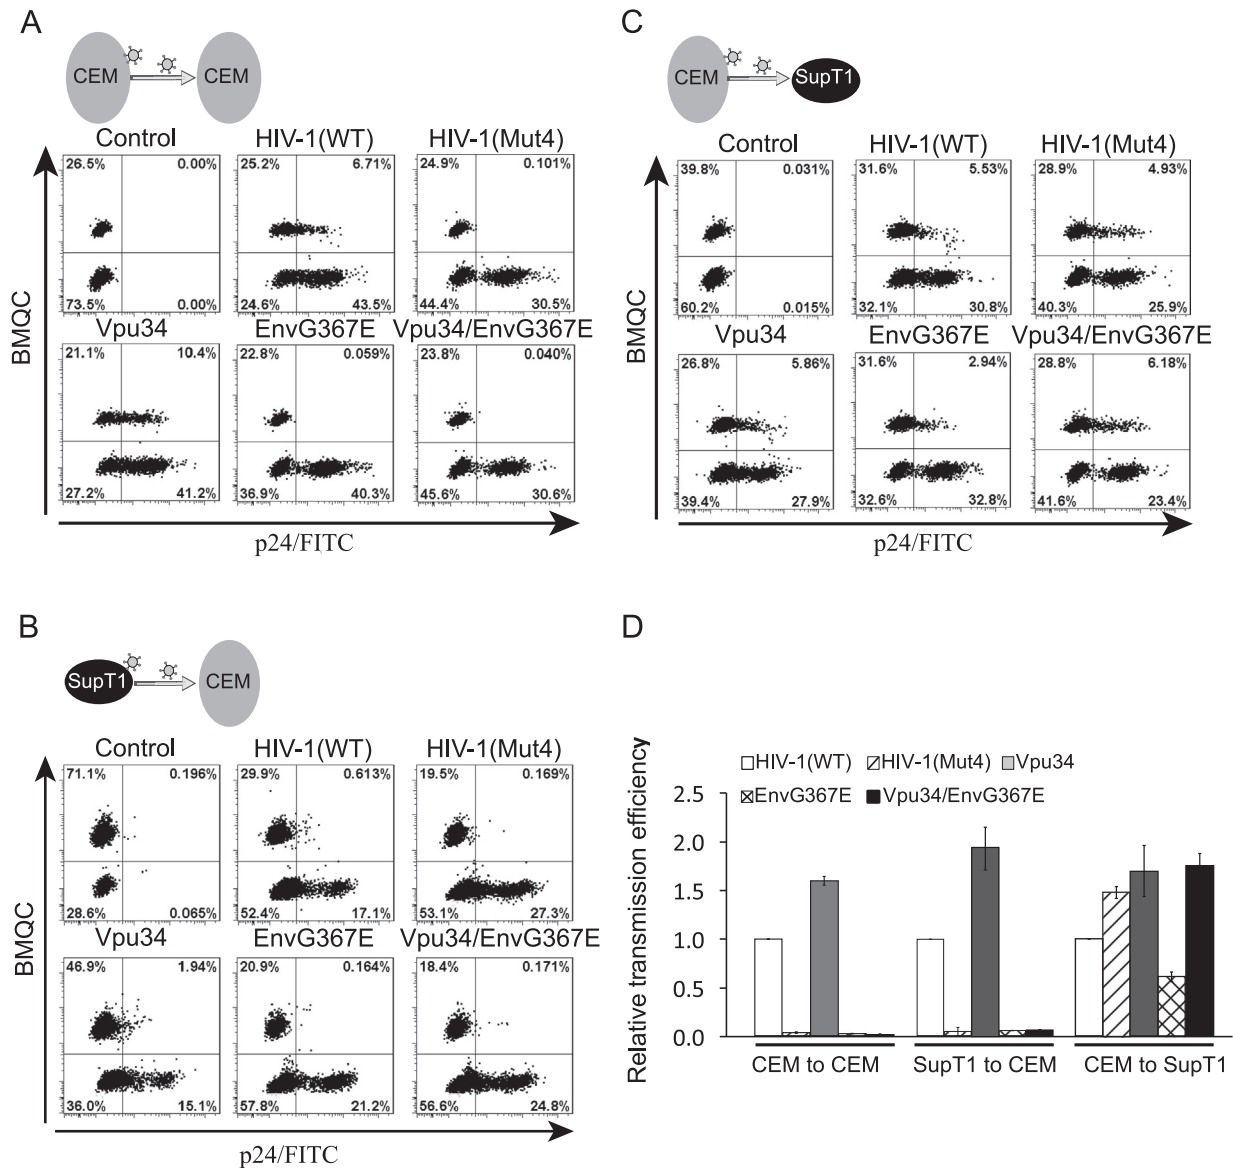 A
CEM CEM
Control HIV-1(WT) HIV-1(Mut4)
26.5% 0.00% 25.2% 6.71% 24.9% 0.101%
73.5% 0.00% 24.6% 43.5% 44.4% 30.5%
Vpu34 EnvG367E Vpu34/EnvG367E
21.1% 10.4% 22.8% 0.059% 23.8% 0.040%
27.2% 41.2% 36.9% 40.3% 45.6% 30.6%
BMQC
p24/FITC
C
CEM SupT1
Control HIV-1(WT) HIV-1(Mut4)
39.8% 0.031% 31.6% 5.53% 28.9% 4.93%
60.2% 0.015% 32.1% 30.8% 40.3% 25.9%
Vpu34 EnvG367E Vpu34/EnvG367E
26.8% 5.86% 31.6% 2.94% 28.8% 6.18%
39.4% 27.9% 32.6% 32.8% 41.6% 23.4%
BMQC
p24/FITC
B
SupT1 CEM
Control HIV-1(WT) HIV-1(Mut4)
71.1% 0.196% 29.9% 0.613% 19.5% 0.169%
28.6% 0.065% 52.4% 17.1% 53.1% 27.3%
Vpu34 EnvG367E Vpu34/EnvG367E
46.9% 1.94% 20.9% 0.164% 18.4% 0.171%
36.0% 15.1% 57.8% 21.2% 56.6% 24.8%
BMQC
p24/FITC
D
HIV-1(WT) HIV-1(Mut4) Vpu34
EnvG367E Vpu34/EnvG367E
Relative transmission efficiency
2.5
2.0
1.5
1.0
0.5
0.0
CEM to CEM SupT1 to CEM CEM to SupT1